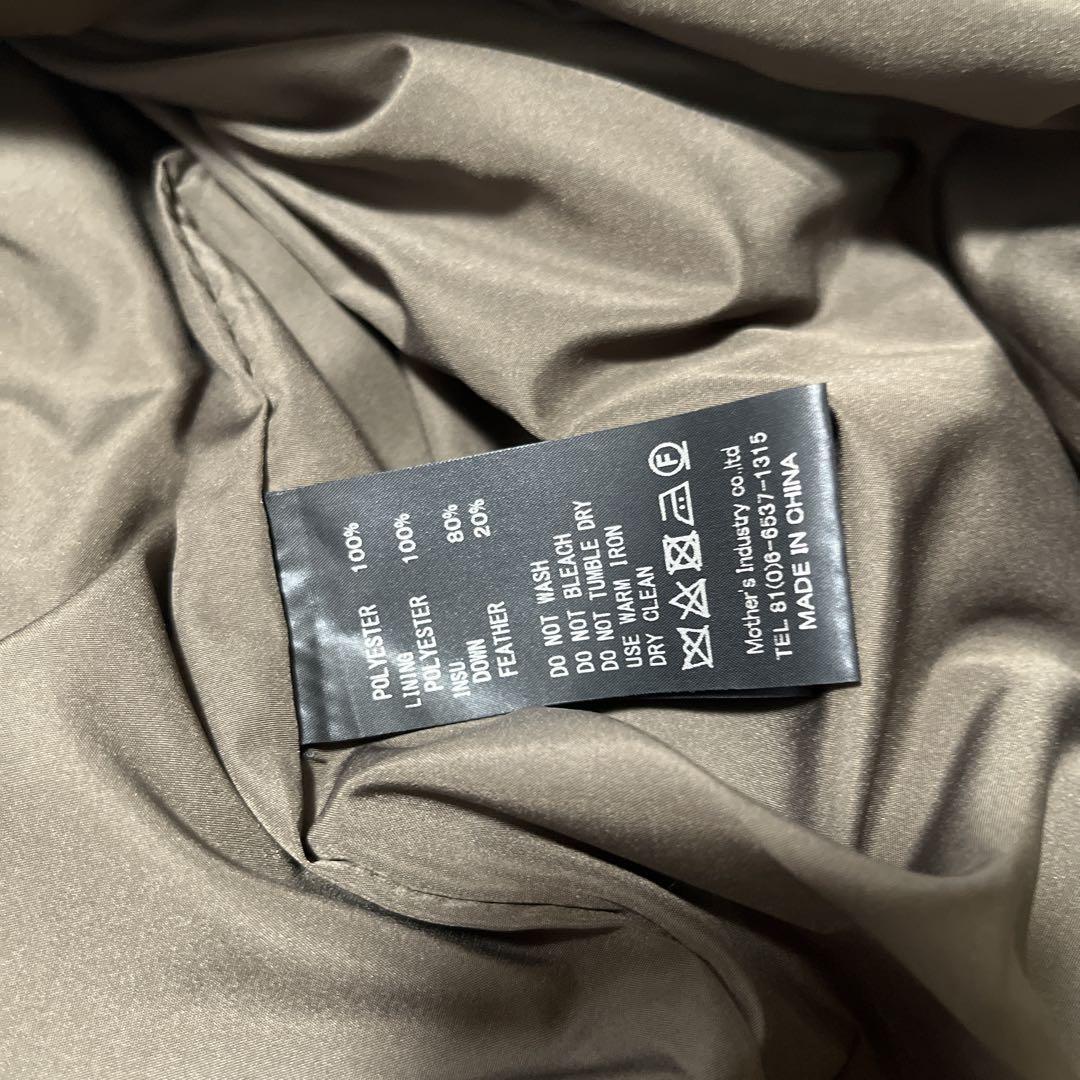 POLYESTER 100%
LINING
POLYESTER 100%
INSU.
DOWN 80%
FEATHER 20%
DO NOT WASH
DO NOT BLEACH
DO NOT TUMBLE DRY
USE WARM IRON
DRY CLEAN
F
Mother's Industry co.,ltd
TEL 81(0)6-6537-1315
MADE IN CHINA